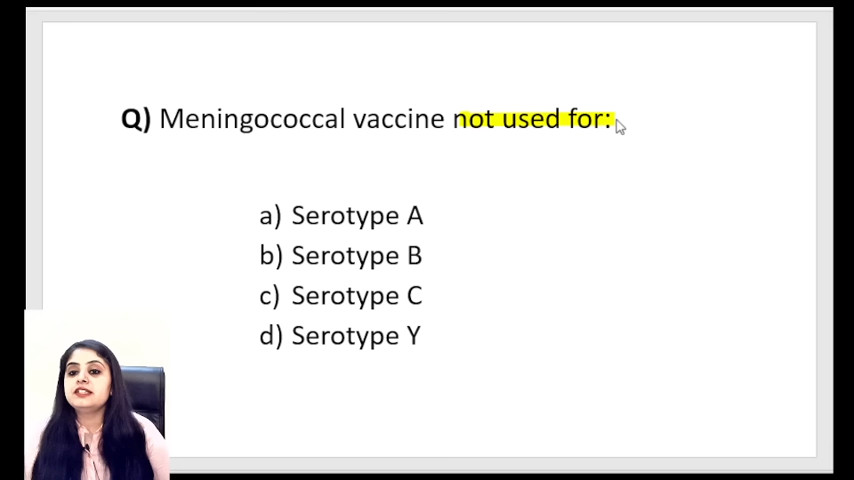 Q) Meningococcal vaccine not used for:
a) Serotype A
b) Serotype B
c) Serotype C
d) Serotype Y